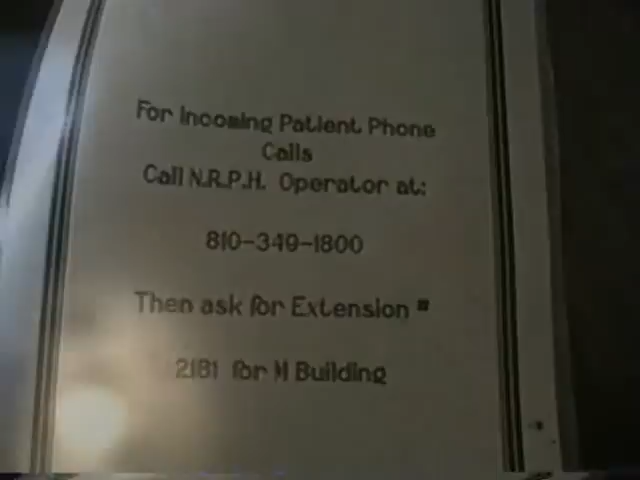 For Incoming Patient Phone
Calls
Call N.R.P.H. Operator at:
810-349-1800
Then ask for Extension #
2181 for M Building